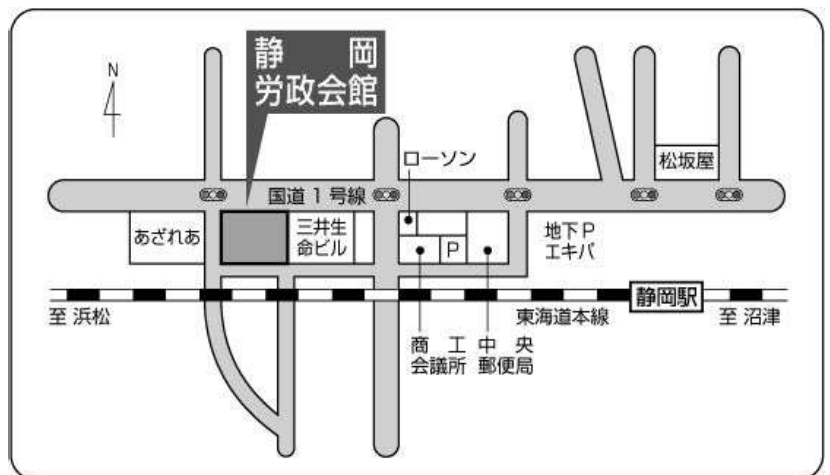 N
静 岡
労政会館
ローソン
松坂屋
国道1号線
あざれあ
三井生
命ビル
P
地下P
エキパ
静岡駅
至 浜松
東海道本線
至 沼津
商 工
会議所
中 央
郵便局